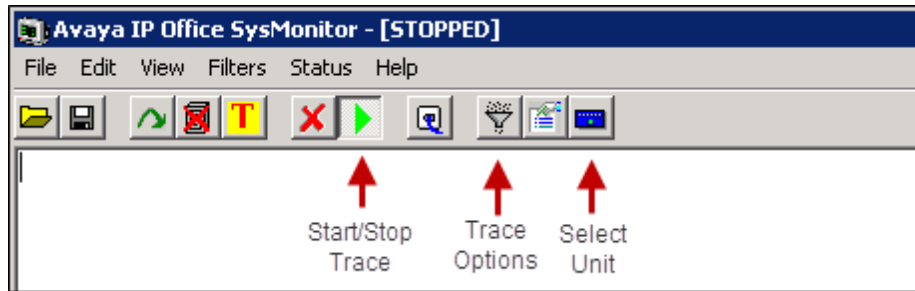 Avaya IP Office SysMonitor - [STOPPED]
File Edit View Filters Status Help
T
Start/Stop
Trace
Trace
Options
Select
Unit